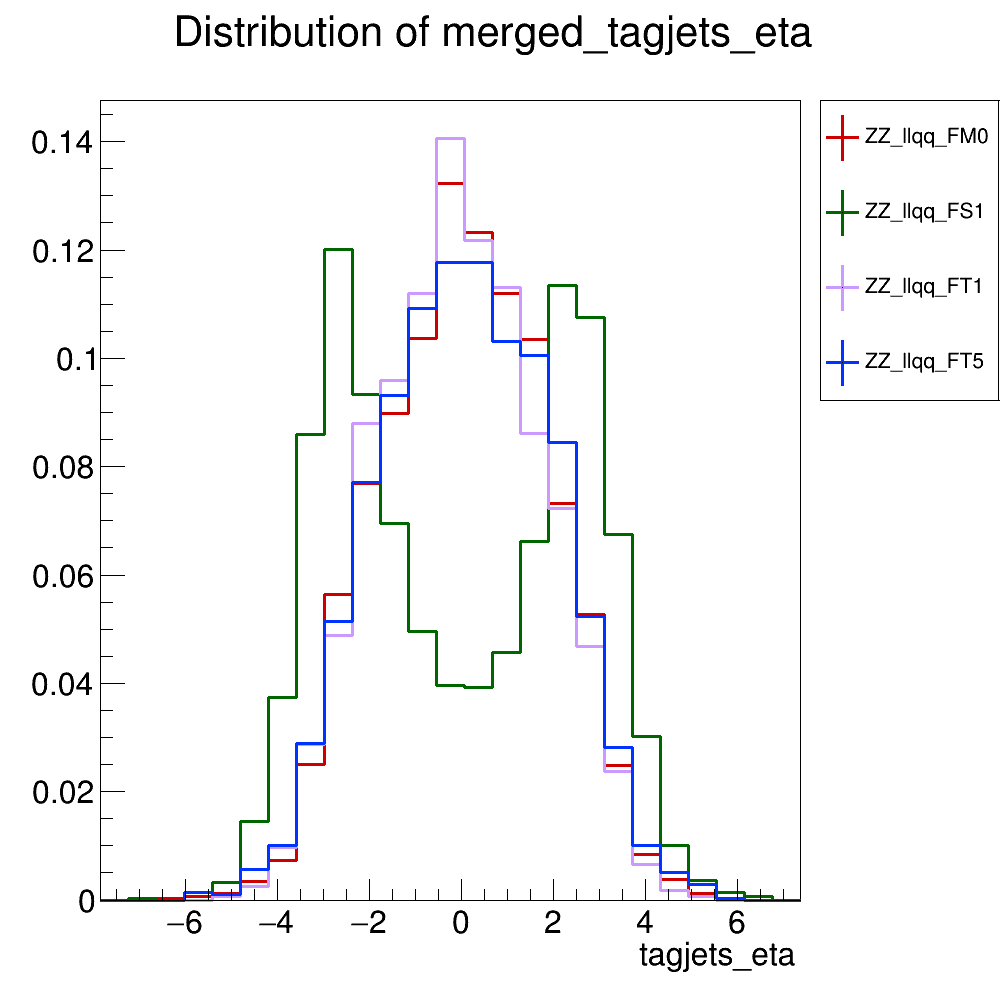 Distribution of merged_tagjets_eta
0.14
0.12
0.1
0.08
0.06
0.04
0.02
0
−6 −4 −2 0 2 4 6
tagjets_eta
ZZ_llqq_FM0
ZZ_llqq_FS1
ZZ_llqq_FT1
ZZ_llqq_FT5